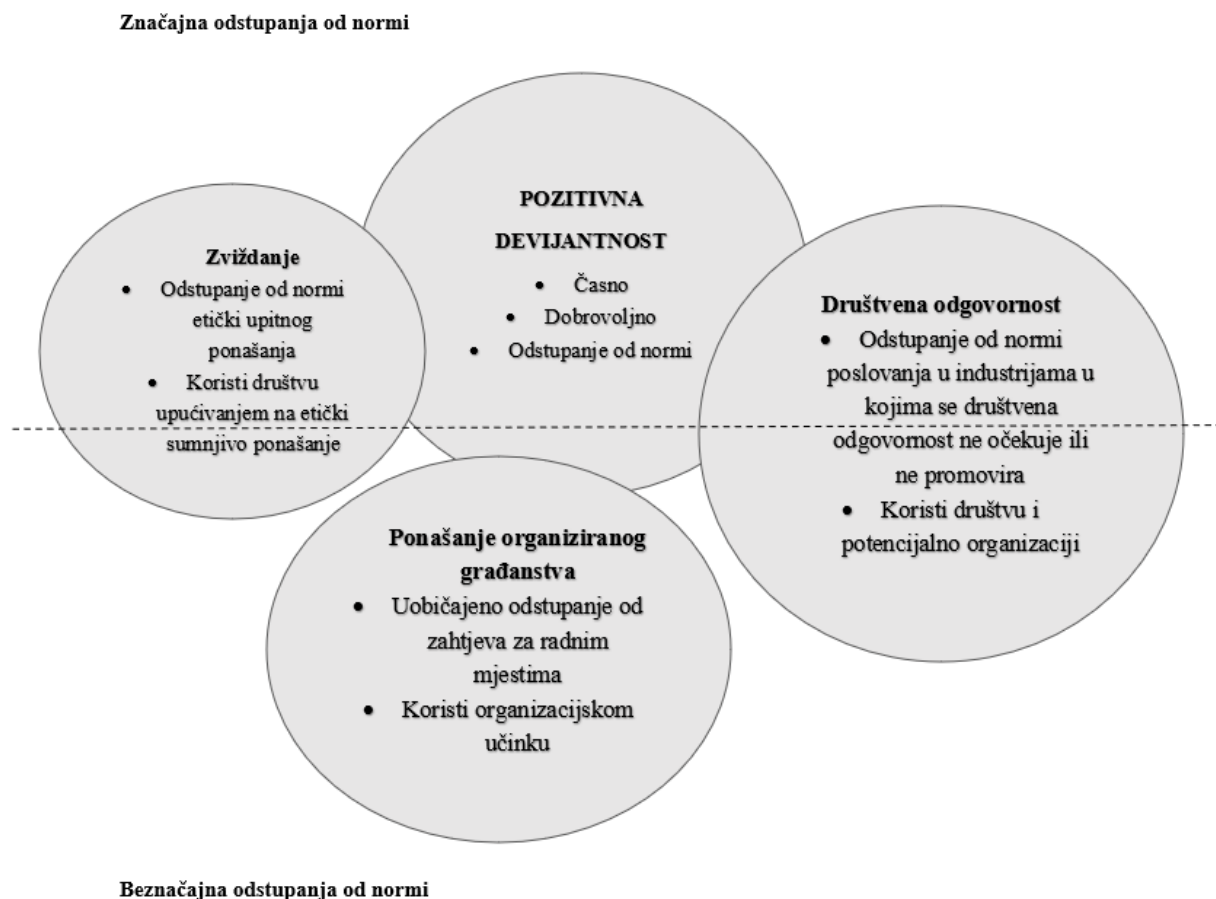 Značajna odstupanja od normi
POZITIVNA
DEVIJANTNOST
• Časno
• Dobrovoljno
• Odstupanje od normi
Zviždanje
• Odstupanje od normi
etički upitnog
ponašanja
• Koristi društvu
upućivanjem na etički
sumnjivo ponašanje
Društvena odgovornost
• Odstupanje od normi
poslovanja u industrijama u
kojima se društvena
odgovornost ne očekuje ili
ne promovira
• Koristi društvu i
potencijalno organizaciji
Ponašanje organiziranog
građanstva
• Uobičajeno odstupanje od
zahtjeva za radnim
mjestima
• Koristi organizacijskom
učinku
Beznačajna odstupanja od normi